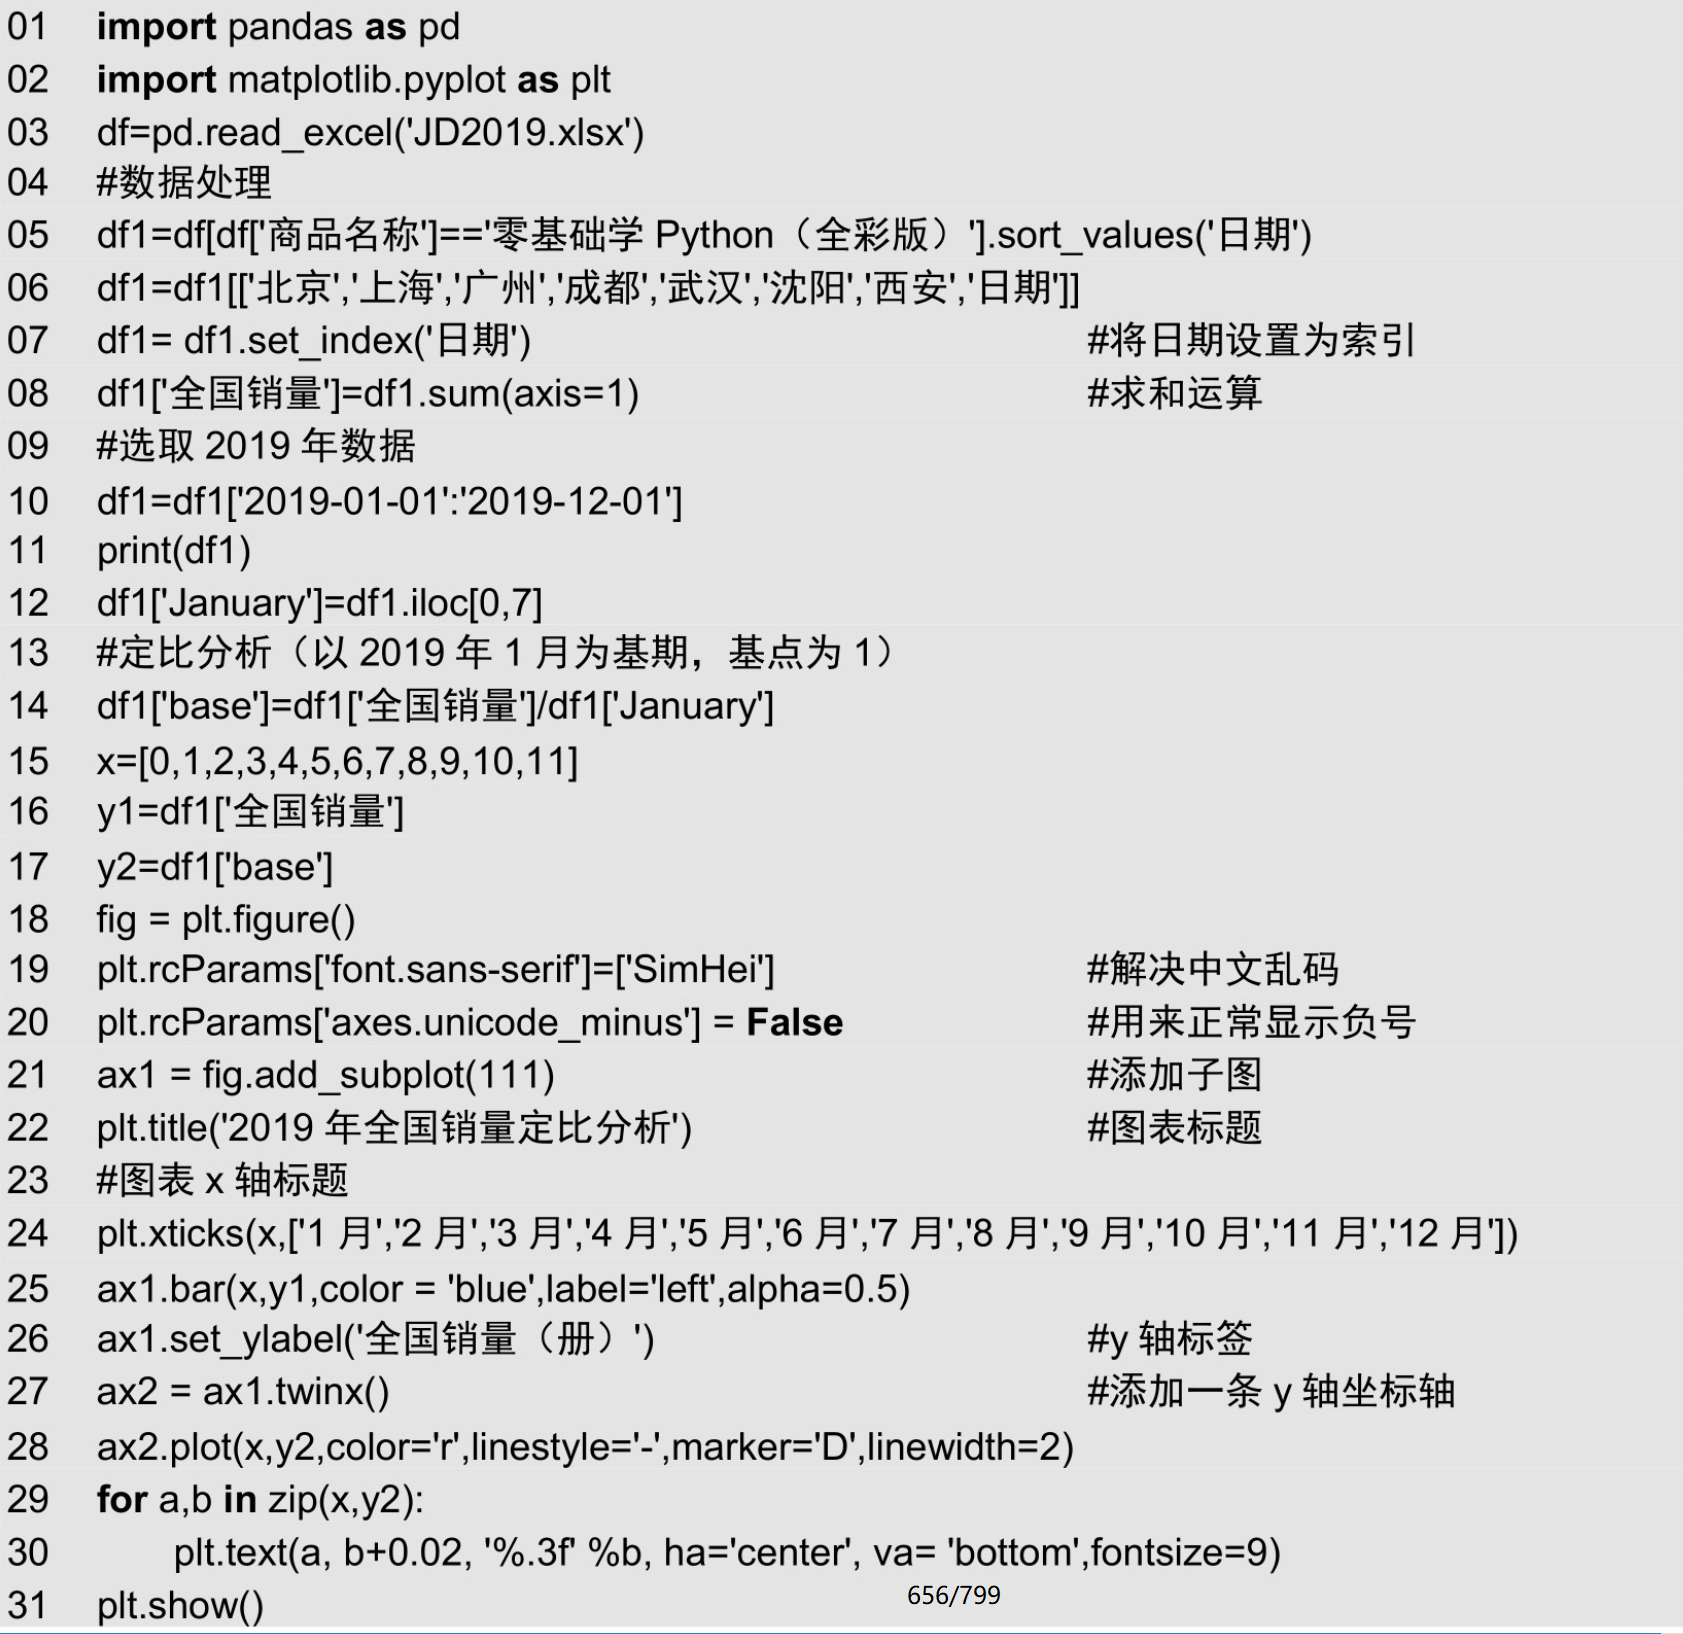 01 import pandas as pd
02 import matplotlib.pyplot as plt
03 df=pd.read_excel('JD2019.xlsx')
04 #数据处理
05 df1=df[df['商品名称']=='零基础学 Python（全彩版）'].sort_values('日期')
06 df1=df1[['北京','上海','广州','成都','武汉','沈阳','西安','日期']]
07 df1= df1.set_index('日期') #将日期设置为索引
08 df1['全国销量']=df1.sum(axis=1) #求和运算
09 #选取 2019 年数据
10 df1=df1['2019-01-01':'2019-12-01']
11 print(df1)
12 df1['January']=df1.iloc[0,7]
13 #定比分析（以 2019 年 1 月为基期，基点为 1）
14 df1['base']=df1['全国销量']/df1['January']
15 x=[0,1,2,3,4,5,6,7,8,9,10,11]
16 y1=df1['全国销量']
17 y2=df1['base']
18 fig = plt.figure()
19 plt.rcParams['font.sans-serif']=['SimHei'] #解决中文乱码
20 plt.rcParams['axes.unicode_minus'] = False #用来正常显示负号
21 ax1 = fig.add_subplot(111) #添加子图
22 plt.title('2019 年全国销量定比分析') #图表标题
23 #图表 x 轴标题
24 plt.xticks(x,['1 月','2 月','3 月','4 月','5 月','6 月','7 月','8 月','9 月','10 月','11 月','12 月'])
25 ax1.bar(x,y1,color = 'blue',label='left',alpha=0.5)
26 ax1.set_ylabel('全国销量（册）') #y 轴标签
27 ax2 = ax1.twinx() #添加一条 y 轴坐标轴
28 ax2.plot(x,y2,color='r',linestyle='-',marker='D',linewidth=2)
29 for a,b in zip(x,y2):
30 plt.text(a, b+0.02, '%.3f' %b, ha='center', va= 'bottom',fontsize=9)
31 plt.show()
656/799